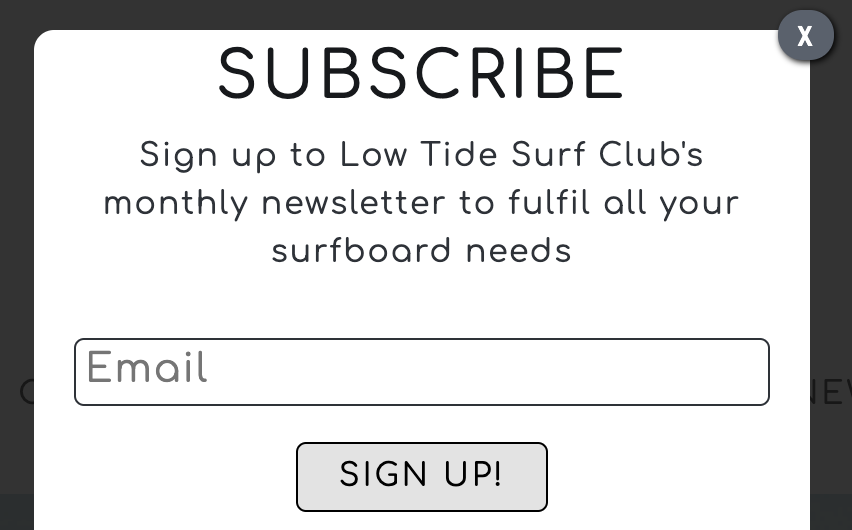 X
SUBSCRIBE
Sign up to Low Tide Surf Club's
monthly newsletter to fulfil all your
surfboard needs
Email
SIGN UP!